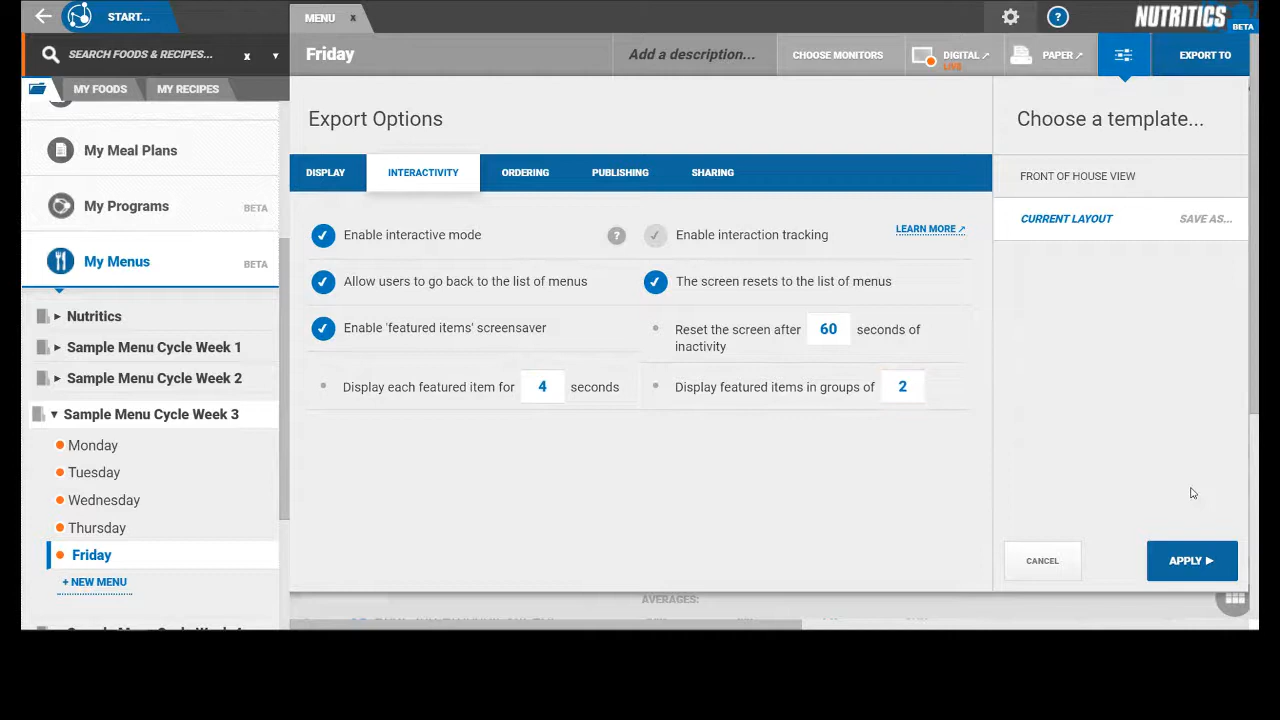 START...
MENU x
?
NUTRITICS
BETA
SEARCH FOODS & RECIPES... x
Friday
Add a description...
CHOOSE MONITORS
DIGITAL
LIVE
PAPER
EXPORT TO
MY FOODS
MY RECIPES
Export Options
Choose a template...
My Meal Plans
DISPLAY
INTERACTIVITY
ORDERING
PUBLISHING
SHARING
FRONT OF HOUSE VIEW
My Programs BETA
CURRENT LAYOUT SAVE AS...
Enable interactive mode ?
Enable interaction tracking LEARN MORE
My Menus BETA
Allow users to go back to the list of menus
The screen resets to the list of menus
Nutritics
Enable 'featured items' screensaver
Reset the screen after 60 seconds of
inactivity
Sample Menu Cycle Week 1
Sample Menu Cycle Week 2
Display each featured item for 4 seconds
Display featured items in groups of 2
Sample Menu Cycle Week 3
Monday
Tuesday
Wednesday
Thursday
Friday
+ NEW MENU
CANCEL
APPLY
AVERAGES: